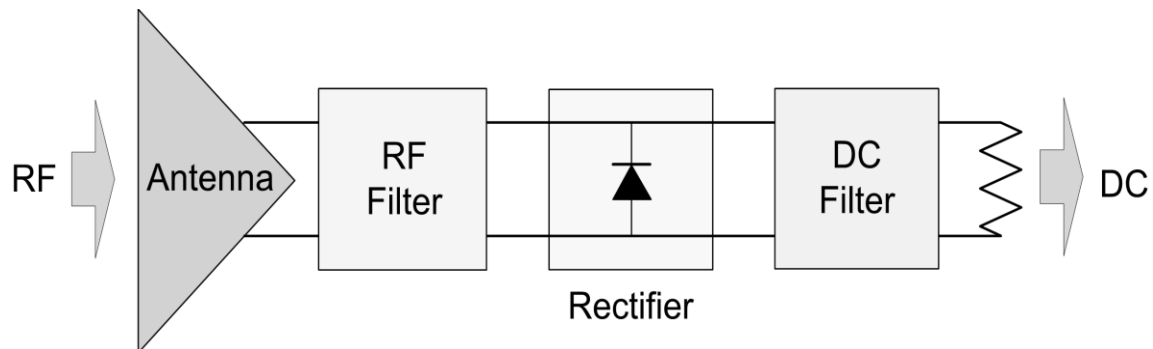 RF
Antenna
RF
Filter
Rectifier
DC
Filter
DC